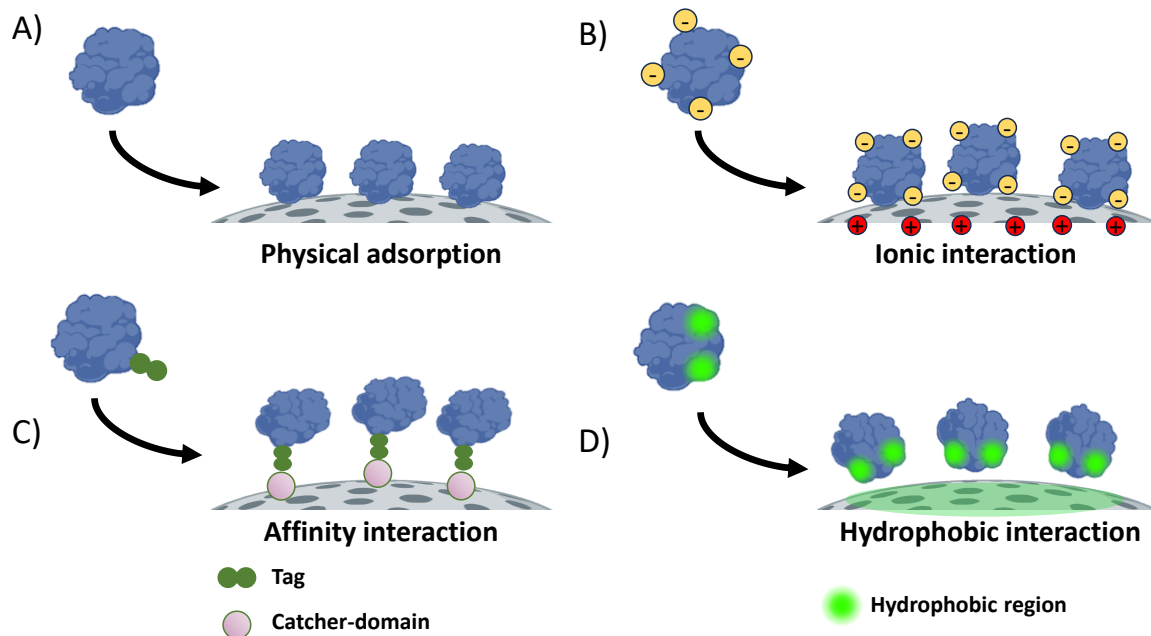 A)
B)
-
-
-
-
- - - - - -
- - - - - -
+ + + + + +
Physical adsorption
Ionic interaction
C)
D)
Affinity interaction
Hydrophobic interaction
Tag
Catcher-domain
Hydrophobic region